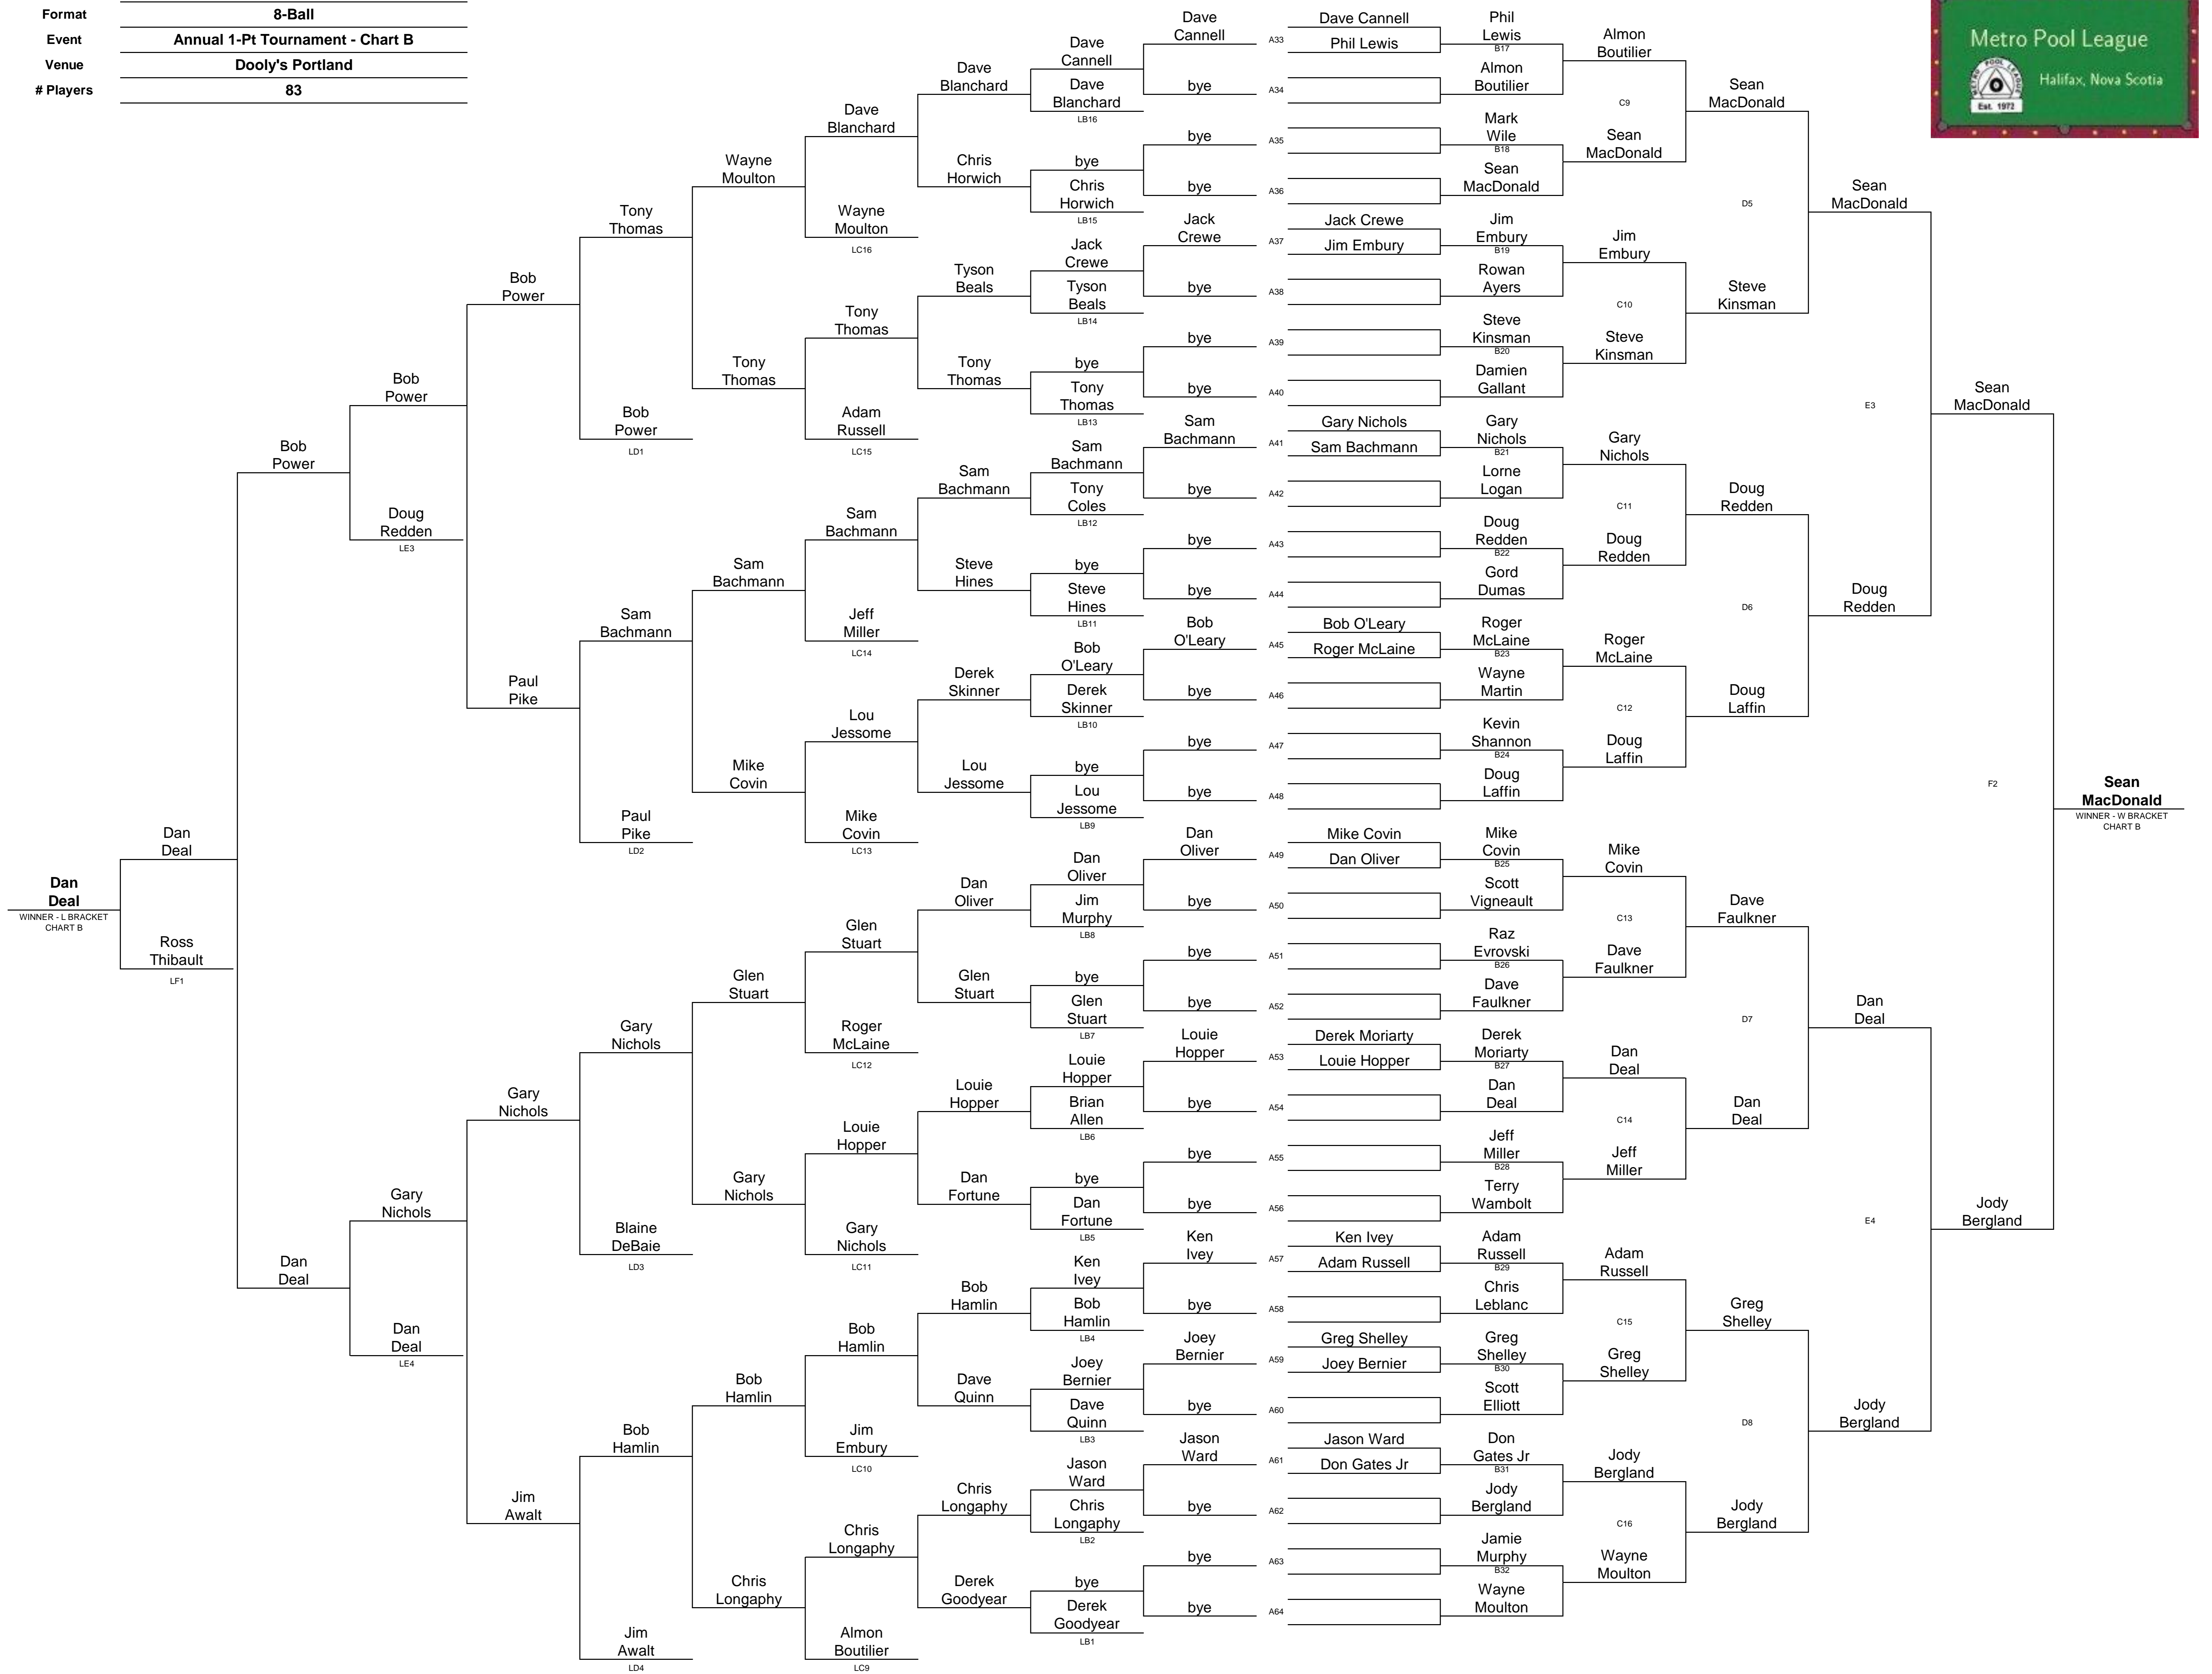 Format
8-Ball
Event
Annual 1-Pt Tournament - Chart B
Venue
Dooly's Portland
# Players
83
Metro Pool League
Halifax, Nova Scotia
METRO POOL LEAGUE
Est. 1972
Dan
Deal
WINNER - L BRACKET
CHART B
Dan
Deal
Ross
Thibault
LF1
Bob
Power
Dan
Deal
Bob
Power
Doug
Redden
LE3
Gary
Nichols
Dan
Deal
LE4
Bob
Power
Paul
Pike
Gary
Nichols
Jim
Awalt
Tony
Thomas
Bob
Power
LD1
Sam
Bachmann
Paul
Pike
LD2
Gary
Nichols
Blaine
DeBaie
LD3
Bob
Hamlin
Jim
Awalt
LD4
Wayne
Moulton
Tony
Thomas
Sam
Bachmann
Mike
Covin
Glen
Stuart
Gary
Nichols
Bob
Hamlin
Chris
Longaphy
Dave
Blanchard
Wayne
Moulton
LC16
Tony
Thomas
Adam
Russell
LC15
Sam
Bachmann
Jeff
Miller
LC14
Lou
Jessome
Mike
Covin
LC13
Glen
Stuart
Roger
McLaine
LC12
Louie
Hopper
Gary
Nichols
LC11
Bob
Hamlin
Jim
Embury
LC10
Chris
Longaphy
Almon
Boutilier
LC9
Dave
Blanchard
Chris
Horwich
Tyson
Beals
Tony
Thomas
Sam
Bachmann
Steve
Hines
Derek
Skinner
Lou
Jessome
Dan
Oliver
Glen
Stuart
Louie
Hopper
Dan
Fortune
Bob
Hamlin
Dave
Quinn
Chris
Longaphy
Derek
Goodyear
Dave
Cannell
Dave
Blanchard
LB16
bye
Chris
Horwich
LB15
Jack
Crewe
Tyson
Beals
LB14
bye
Tony
Thomas
LB13
Sam
Bachmann
Tony
Coles
LB12
bye
Steve
Hines
LB11
Bob
O'Leary
Derek
Skinner
LB10
bye
Lou
Jessome
LB9
Dan
Oliver
Jim
Murphy
LB8
bye
Glen
Stuart
LB7
Louie
Hopper
Brian
Allen
LB6
bye
Dan
Fortune
LB5
Ken
Ivey
Bob
Hamlin
LB4
Joey
Bernier
Dave
Quinn
LB3
Jason
Ward
Chris
Longaphy
LB2
bye
Derek
Goodyear
LB1
Dave
Cannell
bye
bye
bye
Jack
Crewe
bye
bye
bye
Sam
Bachmann
bye
bye
bye
Bob
O'Leary
bye
bye
bye
Dan
Oliver
bye
bye
bye
Louie
Hopper
bye
bye
bye
Ken
Ivey
bye
Joey
Bernier
bye
Jason
Ward
bye
bye
bye
A33
A34
A35
A36
A37
A38
A39
A40
A41
A42
A43
A44
A45
A46
A47
A48
A49
A50
A51
A52
A53
A54
A55
A56
A57
A58
A59
A60
A61
A62
A63
A64
Dave Cannell
Phil Lewis
Jack Crewe
Jim Embury
Gary Nichols
Sam Bachmann
Bob O'Leary
Roger McLaine
Mike Covin
Dan Oliver
Derek Moriarty
Louie Hopper
Ken Ivey
Adam Russell
Greg Shelley
Joey Bernier
Jason Ward
Don Gates Jr
Phil
Lewis
B17
Almon
Boutilier
Mark
Wile
B18
Sean
MacDonald
Jim
Embury
B19
Rowan
Ayers
Steve
Kinsman
B20
Damien
Gallant
Gary
Nichols
B21
Lorne
Logan
Doug
Redden
B22
Gord
Dumas
Roger
McLaine
B23
Wayne
Martin
Kevin
Shannon
B24
Doug
Laffin
Mike
Covin
B25
Scott
Vigneault
Raz
Evrovski
B26
Dave
Faulkner
Derek
Moriarty
B27
Dan
Deal
Jeff
Miller
B28
Terry
Wambolt
Adam
Russell
B29
Chris
Leblanc
Greg
Shelley
B30
Scott
Elliott
Don
Gates Jr
B31
Jody
Bergland
Jamie
Murphy
B32
Wayne
Moulton
Almon
Boutilier
C9
Sean
MacDonald
Jim
Embury
C10
Steve
Kinsman
Gary
Nichols
C11
Doug
Redden
Roger
McLaine
C12
Doug
Laffin
Mike
Covin
C13
Dave
Faulkner
Dan
Deal
C14
Jeff
Miller
Adam
Russell
C15
Greg
Shelley
Jody
Bergland
C16
Wayne
Moulton
Sean
MacDonald
D5
Steve
Kinsman
Doug
Redden
D6
Doug
Laffin
Dave
Faulkner
D7
Dan
Deal
Greg
Shelley
D8
Jody
Bergland
Sean
MacDonald
E3
Doug
Redden
Dan
Deal
E4
Jody
Bergland
Sean
MacDonald
F2
Jody
Bergland
Sean
MacDonald
WINNER - W BRACKET
CHART B